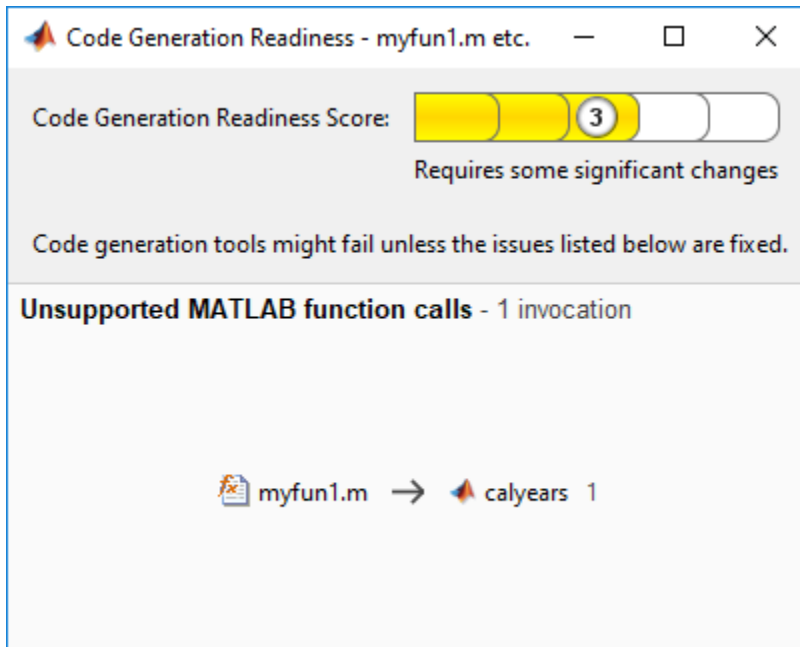 Code Generation Readiness - myfun1.m etc.
Code Generation Readiness Score:
3
Requires some significant changes
Code generation tools might fail unless the issues listed below are fixed.
Unsupported MATLAB function calls - 1 invocation
myfun1.m → calyears 1